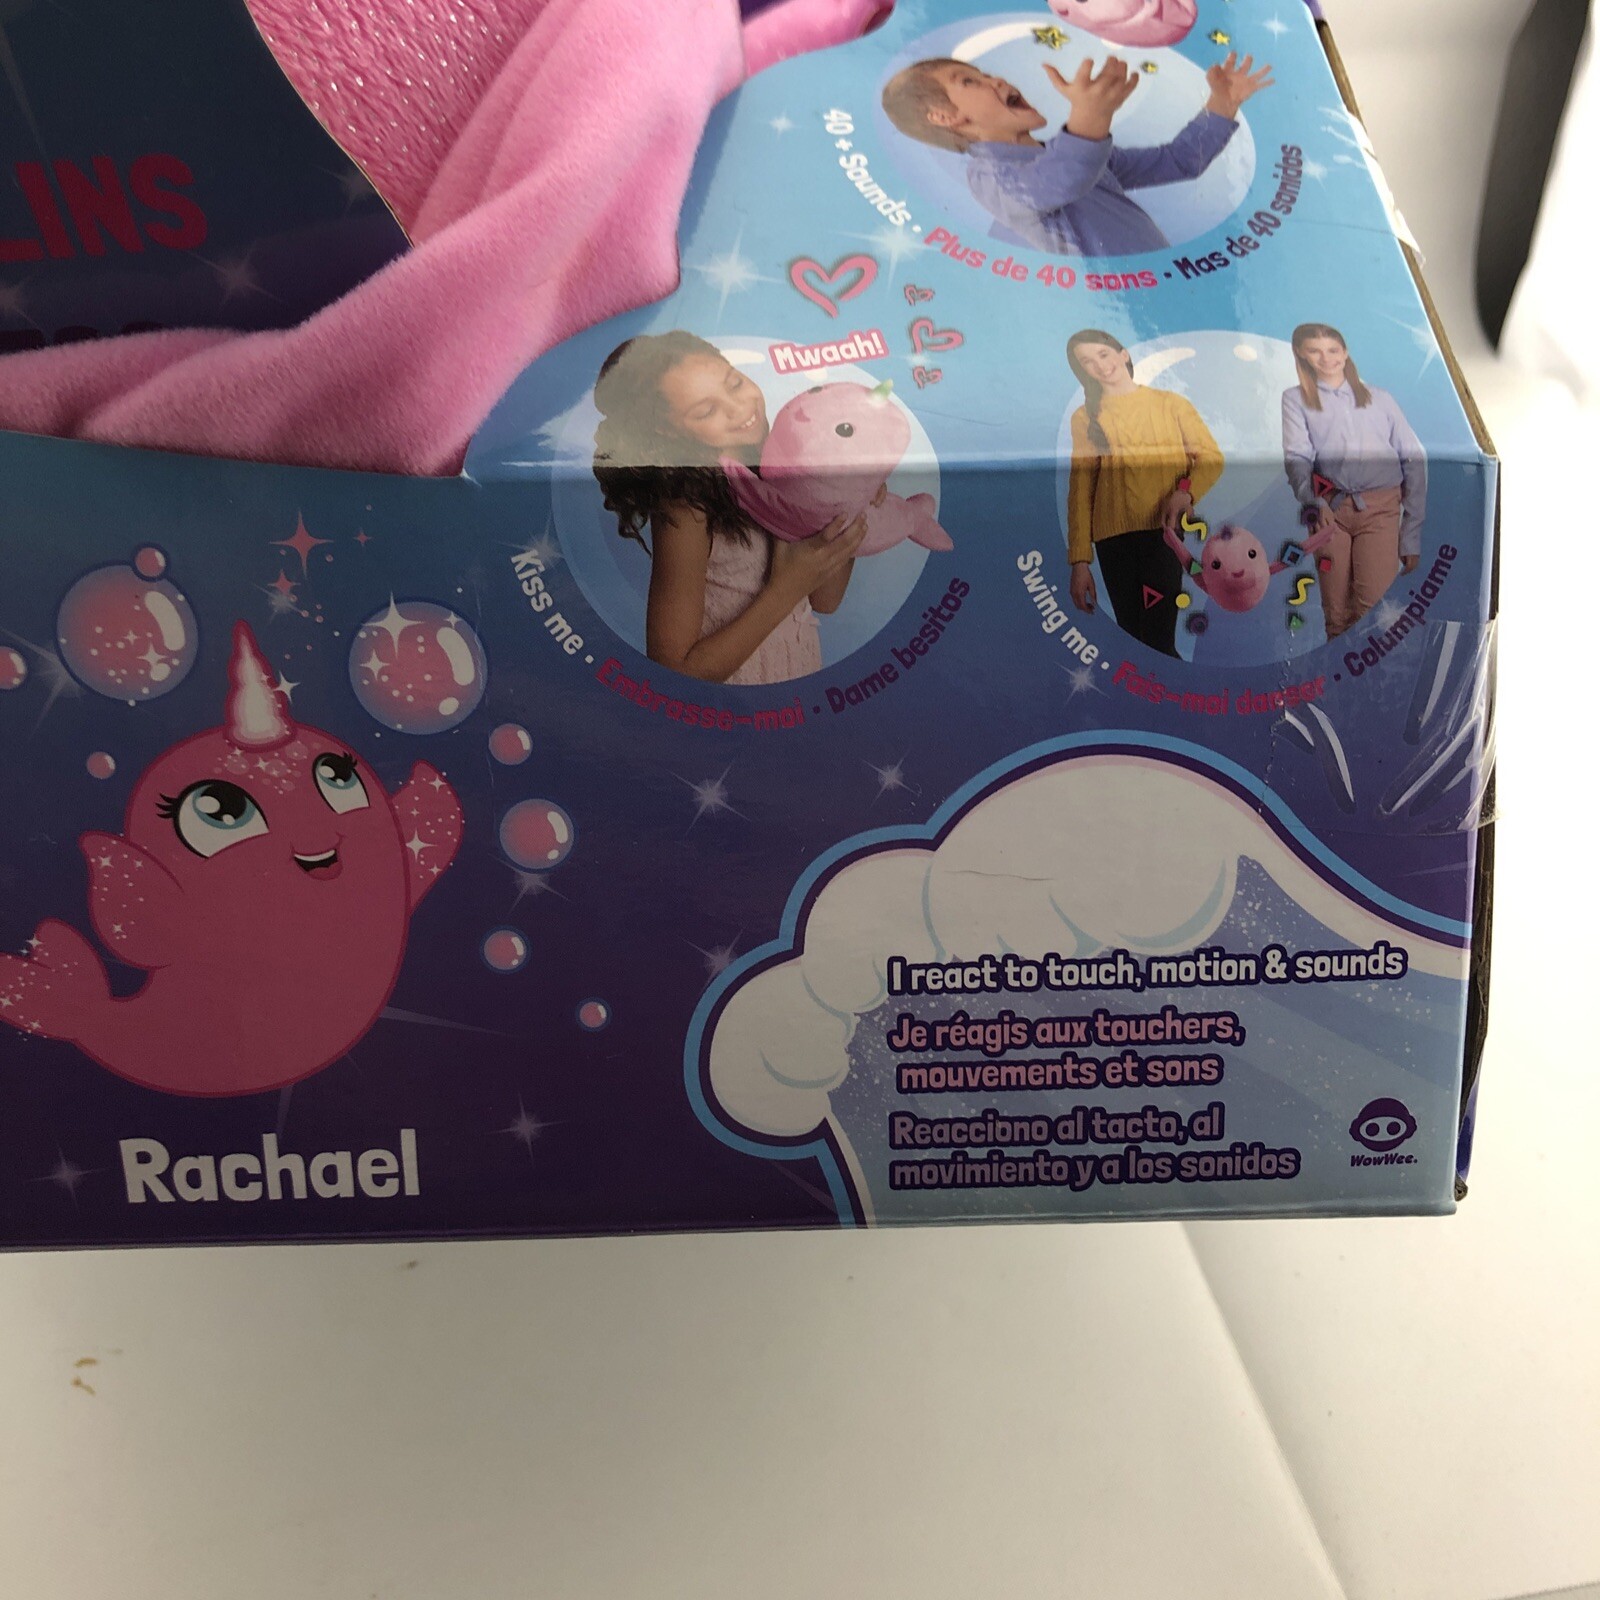 LINS
40 + Sounds • Plus de 40 sons • Mas de 40 sonidos
Mwaah!
Kiss me • Embrasse-moi • Dame besitos
Swing me • Fais-moi danser • Columpiame
I react to touch, motion & sounds
Je réagis aux touchers,
mouvements et sons
Reacciono al tacto, al
movimiento y a los sonidos
WowWee.
Rachael